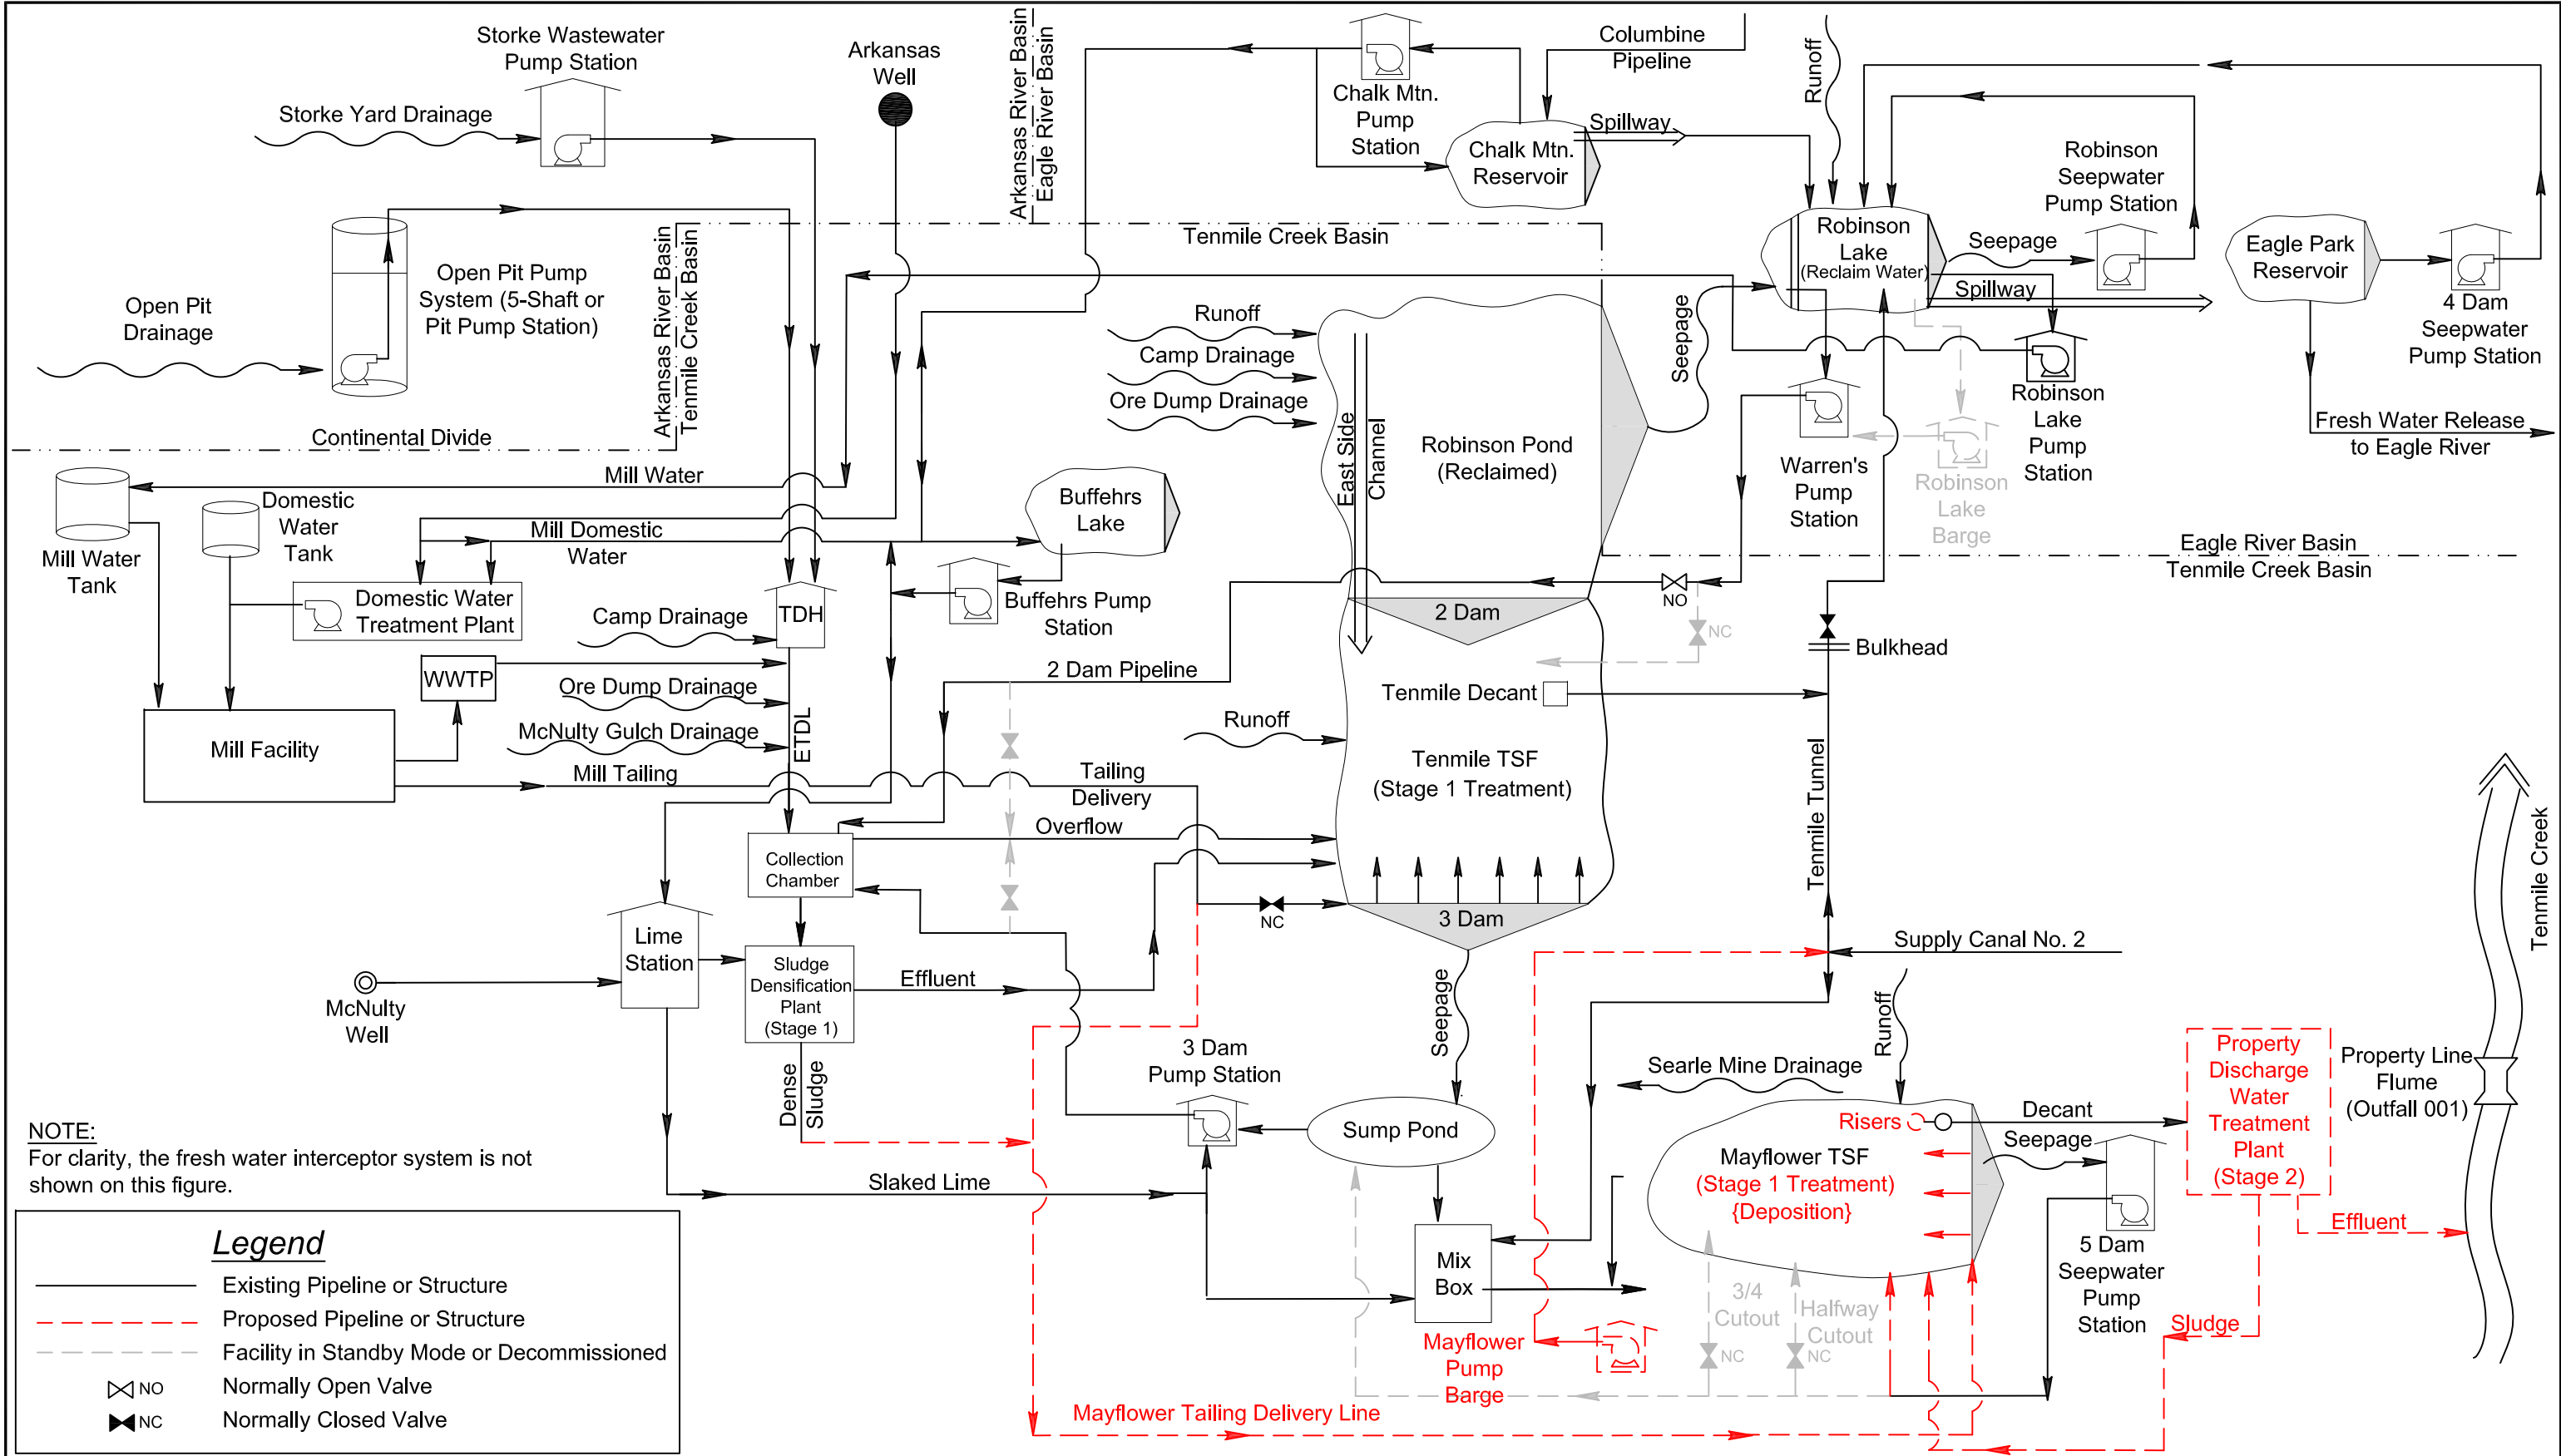 Storke Wastewater
Pump Station
Storke Yard Drainage
Arkansas
Well
Arkansas River Basin
Eagle River Basin
Chalk Mtn.
Pump
Station
Columbine
Pipeline
Chalk Mtn.
Reservoir
Spillway
Runoff
Robinson
Lake
(Reclaim Water)
Seepage
Spillway
Robinson
Seepwater
Pump Station
Eagle Park
Reservoir
4 Dam
Seepwater
Pump Station
Fresh Water Release
to Eagle River
Open Pit
Drainage
Open Pit Pump
System (5-Shaft or
Pit Pump Station)
Arkansas River Basin
Tenmile Creek Basin
Tenmile Creek Basin
Continental Divide
Runoff
Camp Drainage
Ore Dump Drainage
East Side
Channel
Robinson Pond
(Reclaimed)
Seepage
Warren's
Pump
Station
Robinson
Lake
Barge
Robinson
Lake
Pump
Station
Eagle River Basin
Tenmile Creek Basin
Mill Water
Mill Water
Tank
Domestic
Water
Tank
Mill Domestic
Water
Domestic Water
Treatment Plant
Buffehrs
Lake
Buffehrs Pump
Station
TDH
Camp Drainage
WWTP
Ore Dump Drainage
McNulty Gulch Drainage
ETDL
Mill Facility
Mill Tailing
2 Dam Pipeline
2 Dam
NO
NC
Bulkhead
Tenmile Decant
Runoff
Tenmile TSF
(Stage 1 Treatment)
Tenmile Tunnel
Tailing
Delivery
Overflow
Collection
Chamber
NC
3 Dam
Lime
Station
Sludge
Densification
Plant
(Stage 1)
Effluent
McNulty
Well
Dense
Sludge
3 Dam
Pump Station
Seepage
Sump Pond
Slaked Lime
Mix
Box
Supply Canal No. 2
Runoff
Searle Mine Drainage
Risers
Decant
Seepage
Mayflower TSF
(Stage 1 Treatment)
{Deposition}
Property
Discharge
Water
Treatment
Plant
(Stage 2)
Property Line
Flume
(Outfall 001)
Tenmile Creek
Effluent
Sludge
5 Dam
Seepwater
Pump
Station
3/4
Cutout
NC
Halfway
Cutout
NC
Mayflower
Pump
Barge
Mayflower Tailing Delivery Line
NOTE:
For clarity, the fresh water interceptor system is not
shown on this figure.
Legend
Existing Pipeline or Structure
Proposed Pipeline or Structure
Facility in Standby Mode or Decommissioned
NO Normally Open Valve
NC Normally Closed Valve